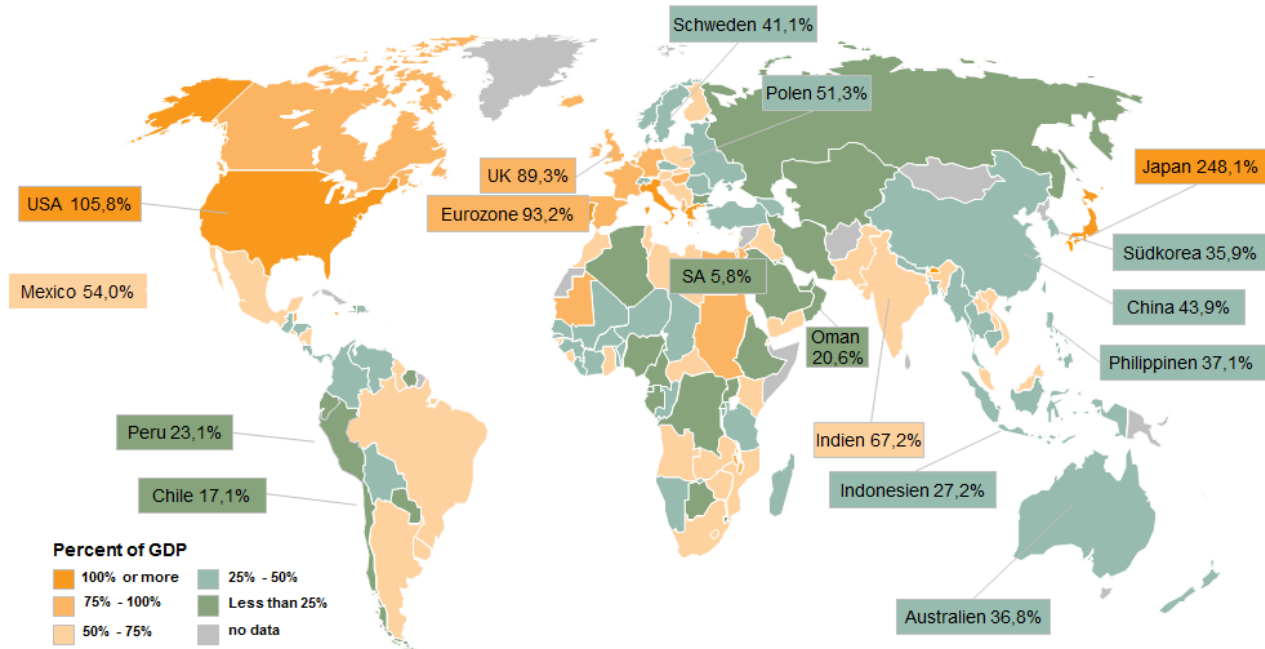 Schweden 41,1%
Polen 51,3%
UK 89,3%
Japan 248,1%
USA 105,8%
Eurozone 93,2%
Südkorea 35,9%
SA 5,8%
Mexico 54,0%
China 43,9%
Oman
20,6%
Philippinen 37,1%
Peru 23,1%
Indien 67,2%
Chile 17,1%
Indonesien 27,2%
Australien 36,8%
Percent of GDP
100% or more
75% - 100%
50% - 75%
25% - 50%
Less than 25%
no data